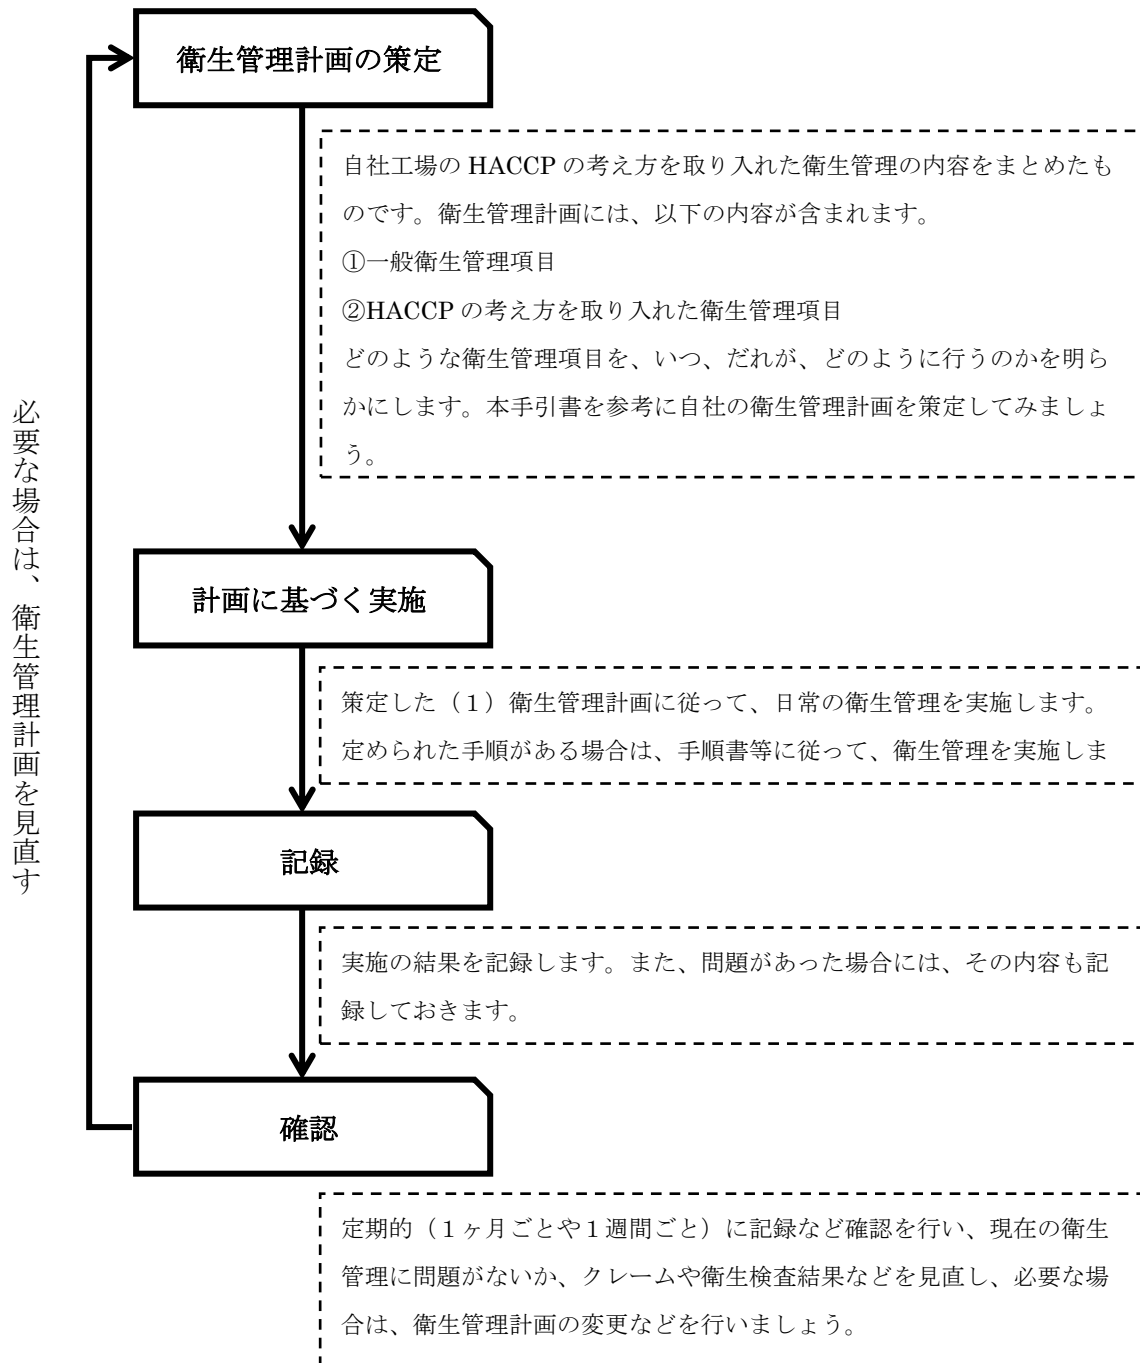 衛生管理計画の策定
自社工場の HACCP の考え方を取り入れた衛生管理の内容をまとめたも
のです。衛生管理計画には、以下の内容が含まれます。
①一般衛生管理項目
②HACCP の考え方を取り入れた衛生管理項目
どのような衛生管理項目を、いつ、だれが、どのように行うのかを明ら
かにします。本手引書を参考に自社の衛生管理計画を策定してみましょ
う。
計画に基づく実施
策定した（１）衛生管理計画に従って、日常の衛生管理を実施します。
定められた手順がある場合は、手順書等に従って、衛生管理を実施しま
記録
実施の結果を記録します。また、問題があった場合には、その内容も記
録しておきます。
確認
定期的（１ヶ月ごとや１週間ごと）に記録など確認を行い、現在の衛生
管理に問題がないか、クレームや衛生検査結果などを見直し、必要な場
合は、衛生管理計画の変更などを行いましょう。
必要な場合は、衛生管理計画を見直す